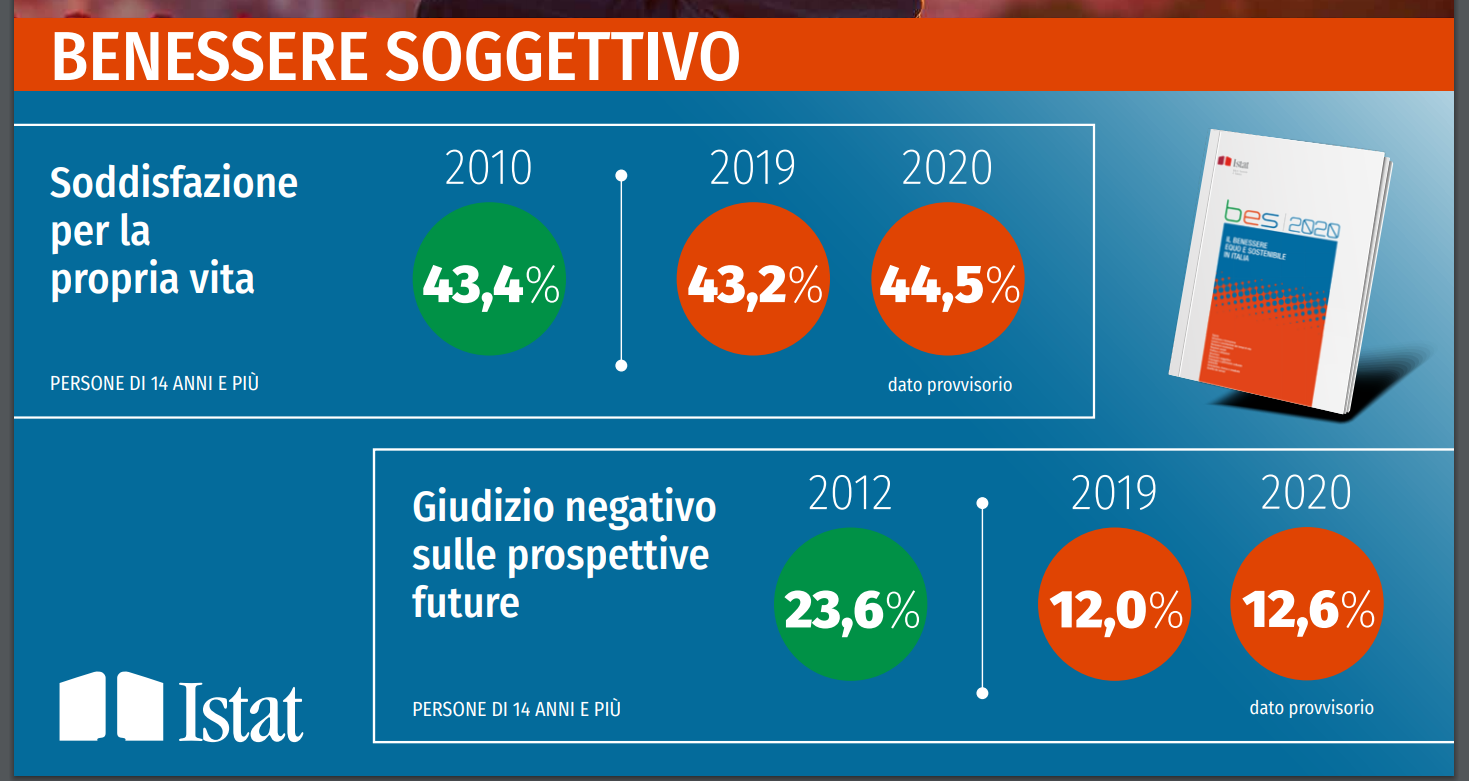 BENESSERE SOGGETTIVO
Soddisfazione
per la
propria vita
PERSONE DI 14 ANNI E PIÙ
2010
43,4%
2019
43,2%
2020
44,5%
dato provvisorio
Istat
bes 2020
IL BENESSERE
EQUO E SOSTENIBILE
IN ITALIA
Giudizio negativo
sulle prospettive
future
PERSONE DI 14 ANNI E PIÙ
2012
23,6%
2019
12,0%
2020
12,6%
dato provvisorio
Istat